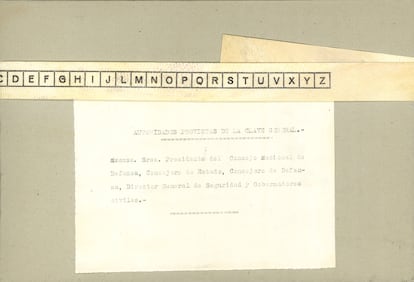 C D E F G H I J L M N O P Q R S T U V X Y Z
AUTORIDADES PROVISTAS DE LA CLAVE GENERAL.-
Excmos. Sres. Presidente del Consejo Nacional de
Defensa, Consejero de Estado, Consejero de Defen-
sa, Director General de Seguridad y Gobernadores
civiles.-